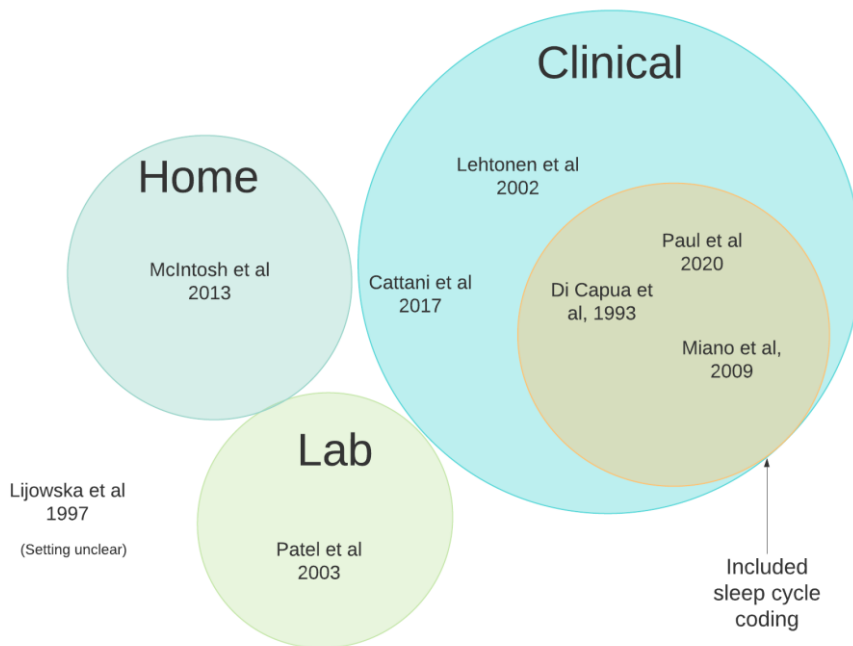 Clinical
Home
Lehtonen et al
2002
McIntosh et al
2013
Cattani et al
2017
Paul et al
2020
Di Capua et
al, 1993
Miano et al,
2009
Lab
Lijowska et al
1997
(Setting unclear)
Patel et al
2003
Included
sleep cycle
coding